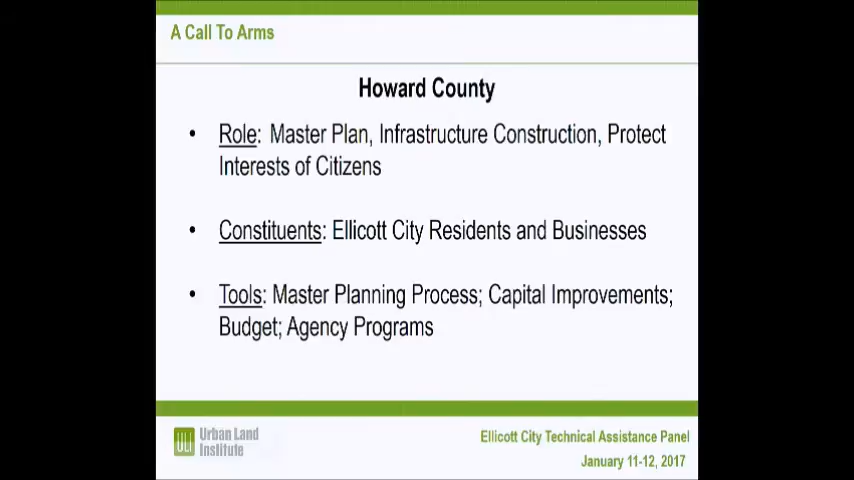 A Call To Arms
Howard County
• Role: Master Plan, Infrastructure Construction, Protect
Interests of Citizens
• Constituents: Ellicott City Residents and Businesses
• Tools: Master Planning Process; Capital Improvements;
Budget; Agency Programs
ULI Urban Land
Institute
Ellicott City Technical Assistance Panel
January 11-12, 2017